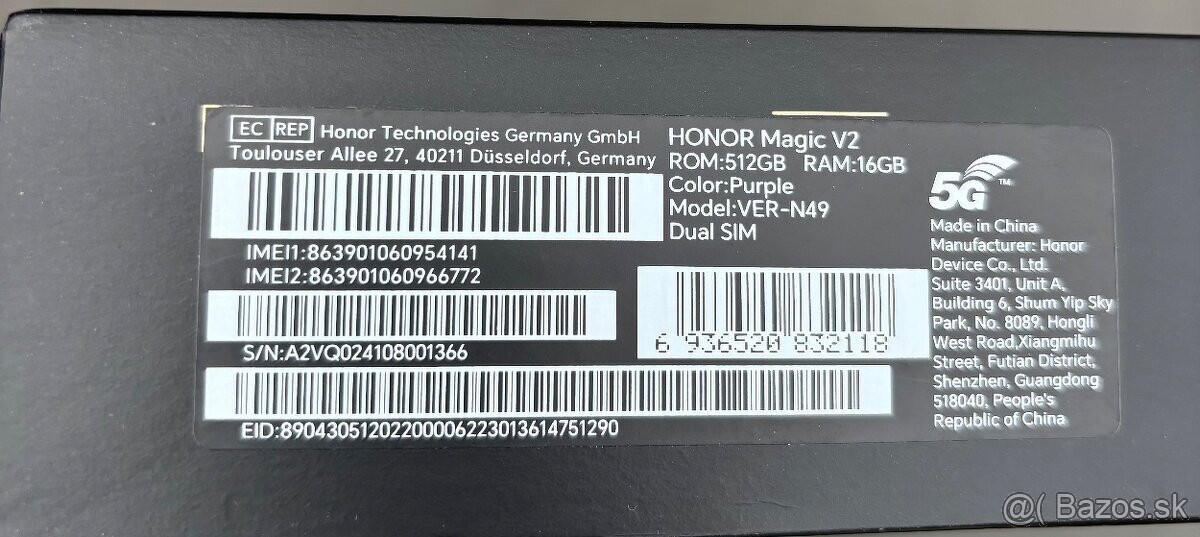 EC REP Honor Technologies Germany GmbH
Toulouser Allee 27, 40211 Düsseldorf, Germany
IMEI1:863901060954141
IMEI2:863901060966772
S/N:A2VQ024108001366
EID:89043051202200006223013614751290
HONOR Magic V2
ROM:512GB RAM:16GB
Color:Purple
Model:VER-N49
Dual SIM
6 936520 832118
5G™
Made in China
Manufacturer: Honor
Device Co., Ltd.
Suite 3401, Unit A,
Building 6, Shum Yip Sky
Park, No. 8089, Hongli
West Road,Xiangmihu
Street, Futian District,
Shenzhen, Guangdong
518040, People's
Republic of China
@( Bazos.sk